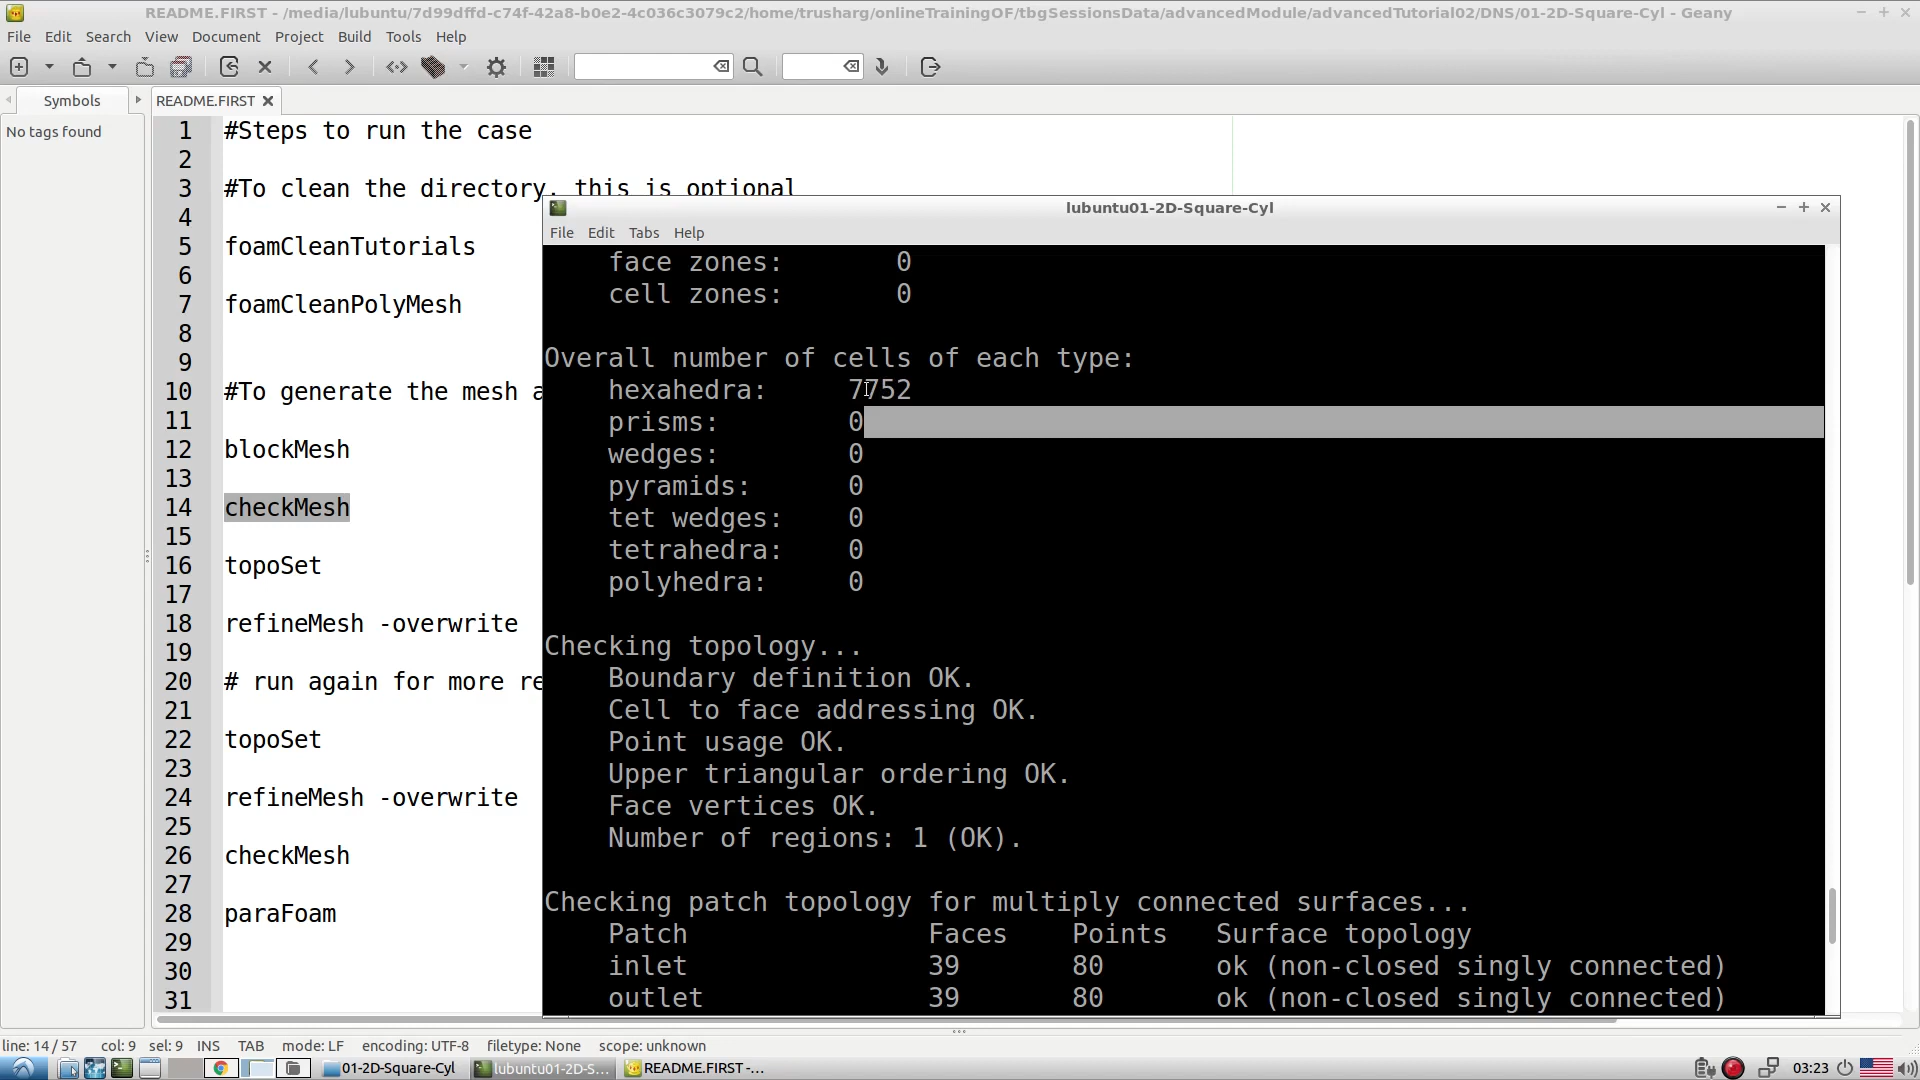 README.FIRST - /media/lubuntu/7d99dffd-c74f-42a8-b0e2-4c036c3079c2/home/trusharg/onlineTrainingOF/tbgSessionsData/advancedModule/advancedTutorial02/DNS/01-2D-Square-Cyl - Geany
File Edit Search View Document Project Build Tools Help
Symbols
README.FIRST
No tags found
1 #Steps to run the case
2
3 #To clean the directory, this is optional
4
5 foamCleanTutorials
6
7 foamCleanPolyMesh
8
9
10 #To generate the mesh a
11
12 blockMesh
13
14 checkMesh
15
16 topoSet
17
18 refineMesh -overwrite
19
20 # run again for more re
21
22 topoSet
23
24 refineMesh -overwrite
25
26 checkMesh
27
28 paraFoam
29
30
31
lubuntu01-2D-Square-Cyl
File Edit Tabs Help
face zones: 0
cell zones: 0
Overall number of cells of each type:
hexahedra: 7752
prisms: 0
wedges: 0
pyramids: 0
tet wedges: 0
tetrahedra: 0
polyhedra: 0
Checking topology...
Boundary definition OK.
Cell to face addressing OK.
Point usage OK.
Upper triangular ordering OK.
Face vertices OK.
Number of regions: 1 (OK).
Checking patch topology for multiply connected surfaces...
Patch Faces Points Surface topology
inlet 39 80 ok (non-closed singly connected)
outlet 39 80 ok (non-closed singly connected)
line: 14 / 57 col: 9 sel: 9 INS TAB mode: LF encoding: UTF-8 filetype: None scope: unknown
01-2D-Square-Cyl
lubuntu01-2D-S...
README.FIRST -...
03:23